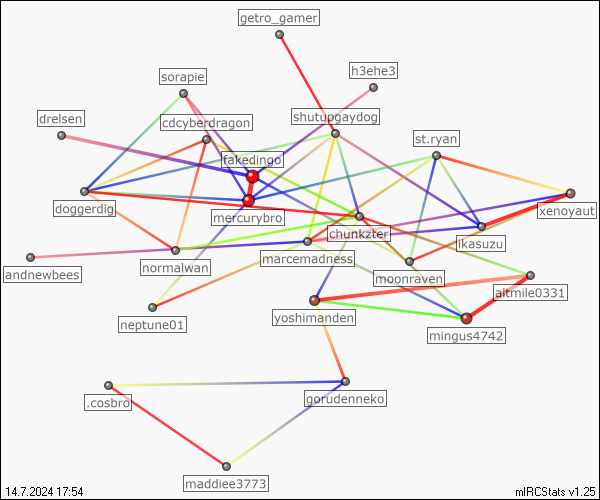 getro_gamer
h3ehe3
sorapie
drelsen
cdcyberdragon
shutupgaydog
st.ryan
fakedingo
doggerdig
mercurybro
xenoyaut
chunkzter
ikasuzu
andnewbees
normalwan
marcemadness
moonraven
altmile0331
neptune01
yoshimanden
mingus4742
.cosbro
gorudenneko
maddiee3773
14.7.2024 17:54
mIRCStats v1.25